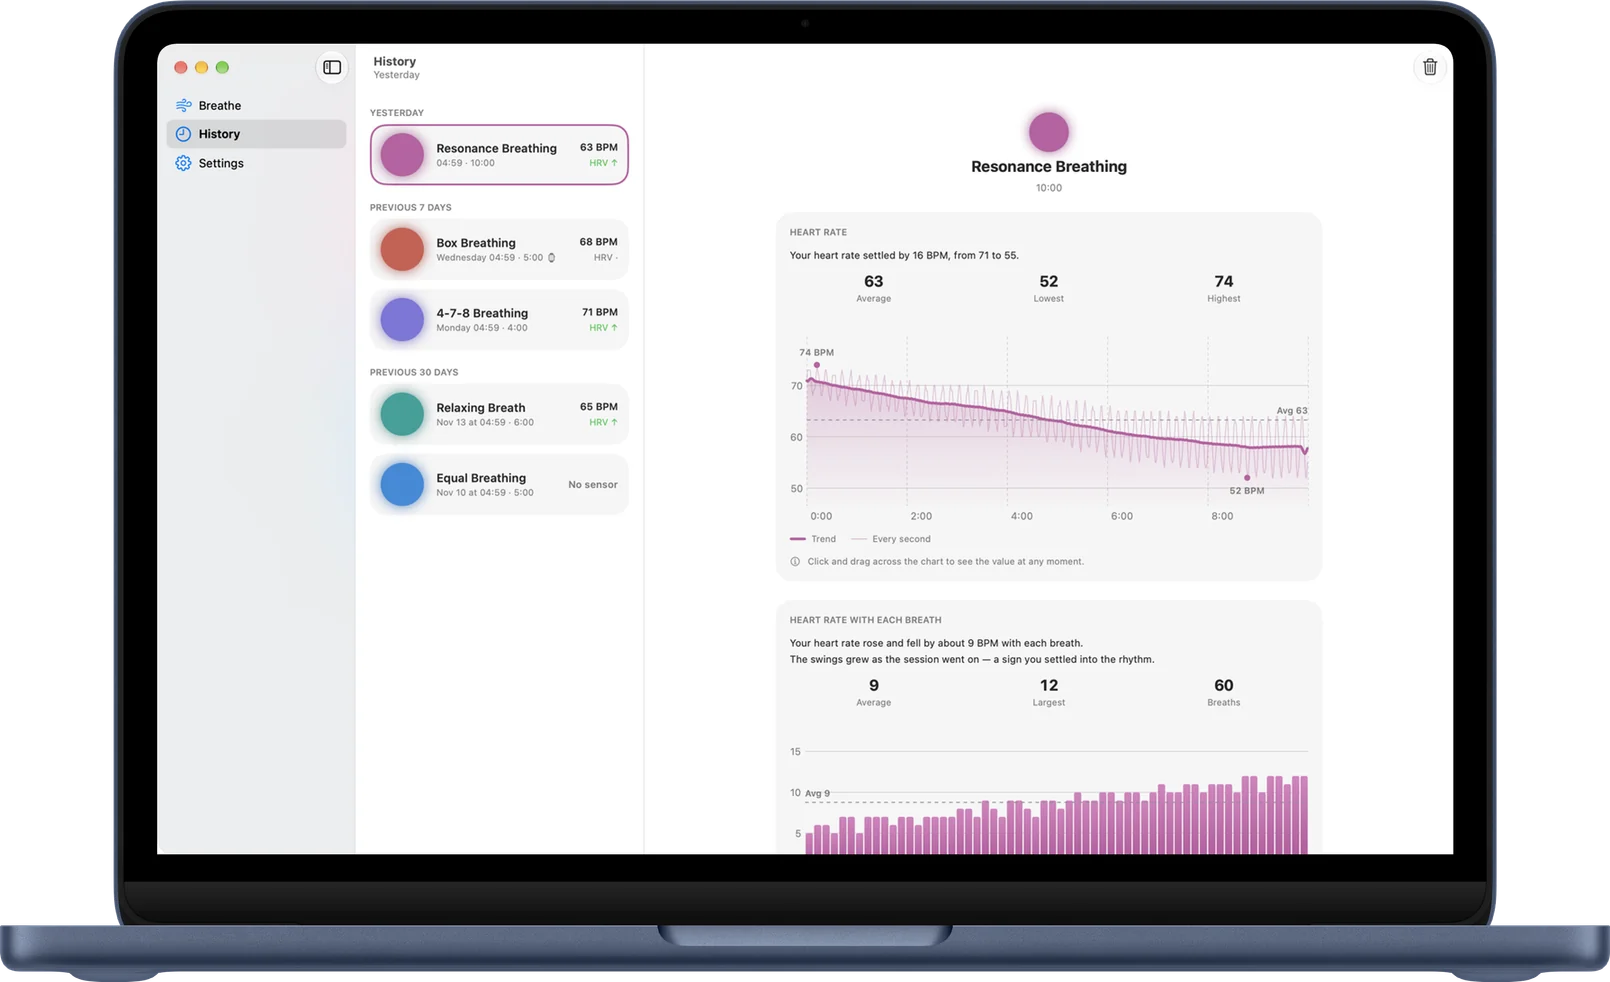 Breathe
History
Settings
History
Yesterday
YESTERDAY
Resonance Breathing
63 BPM
04:59 · 10:00
HRV ↑
PREVIOUS 7 DAYS
Box Breathing
68 BPM
Wednesday 04:59 · 5:00
HRV ·
4-7-8 Breathing
71 BPM
Monday 04:59 · 4:00
HRV ↑
PREVIOUS 30 DAYS
Relaxing Breath
65 BPM
Nov 13 at 04:59 · 6:00
HRV ↑
Equal Breathing
No sensor
Nov 10 at 04:59 · 5:00
Resonance Breathing
10:00
HEART RATE
Your heart rate settled by 16 BPM, from 71 to 55.
63 52 74
Average Lowest Highest
74 BPM
70
Avg 63
60
50
52 BPM
0:00 2:00 4:00 6:00 8:00
Trend Every second
Click and drag across the chart to see the value at any moment.
HEART RATE WITH EACH BREATH
Your heart rate rose and fell by about 9 BPM with each breath.
The swings grew as the session went on — a sign you settled into the rhythm.
9 12 60
Average Largest Breaths
15
10 Avg 9
5